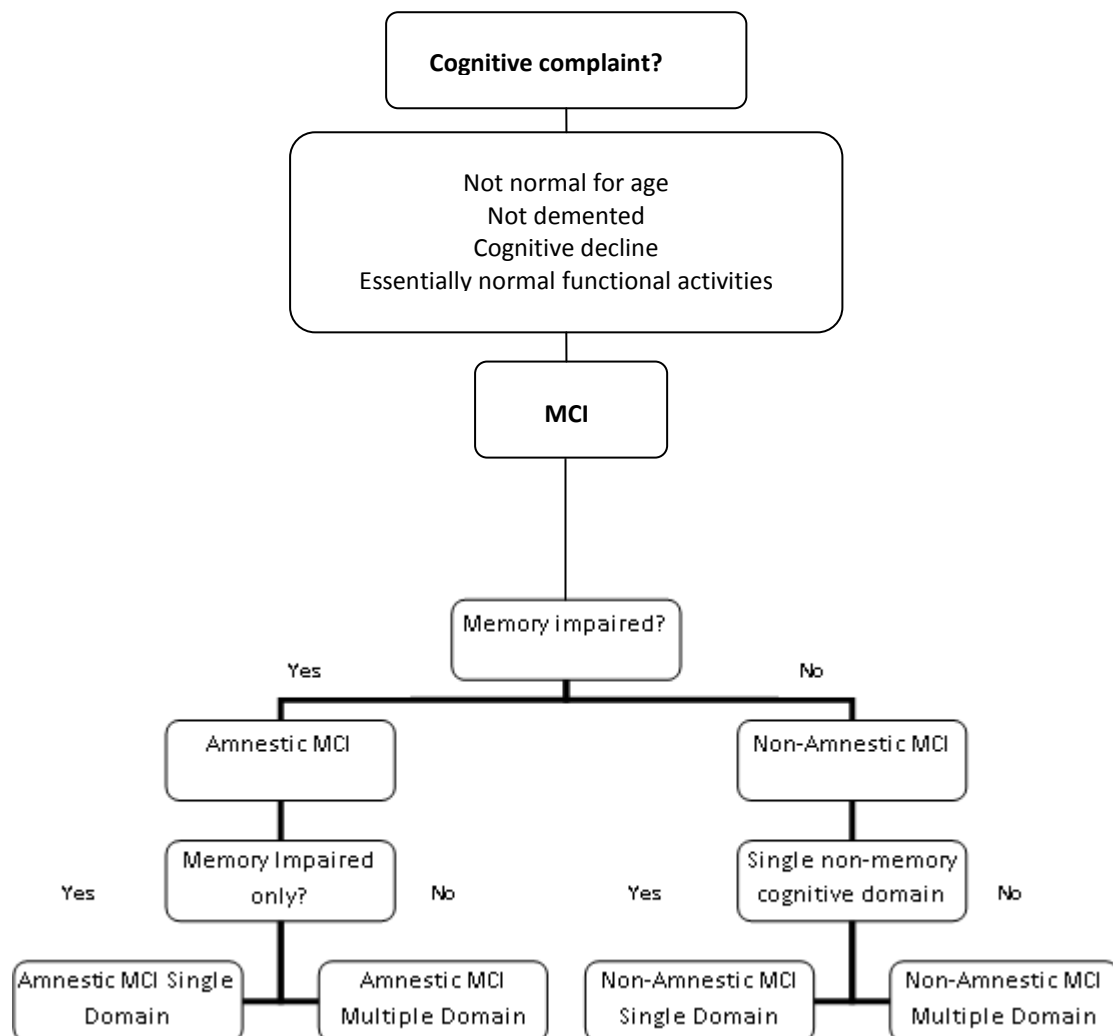 Cognitive complaint?
Not normal for age
Not demented
Cognitive decline
Essentially normal functional activities
MCI
Memory impaired?
Yes
No
Amnestic MCI
Non-Amnestic MCI
Memory Impaired
only?
Yes
No
Single non-memory
cognitive domain
Yes
No
Amnestic MCI Single
Domain
Amnestic MCI
Multiple Domain
Non-Amnestic MCI
Single Domain
Non-Amnestic MCI
Multiple Domain